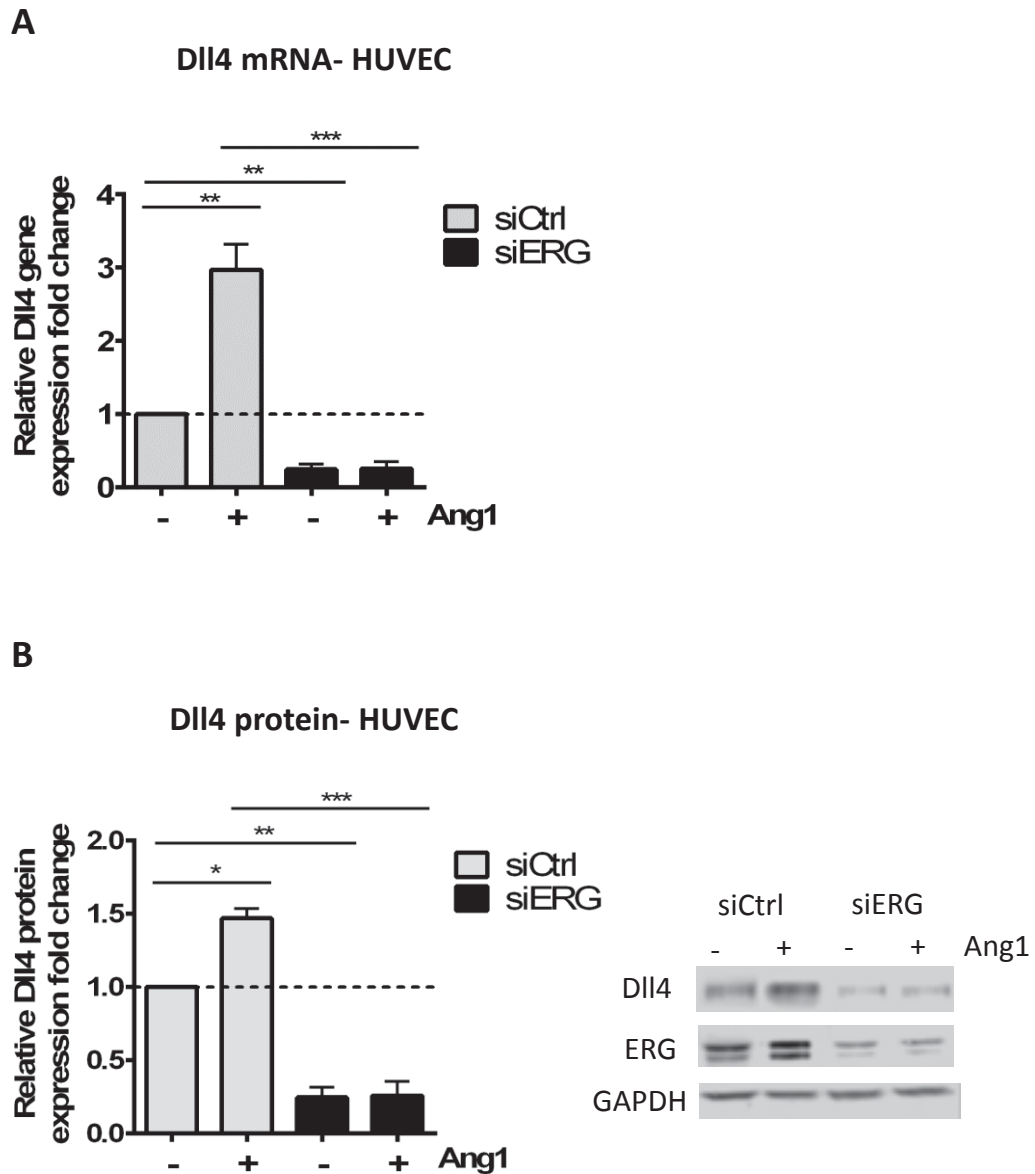 A
Dll4 mRNA- HUVEC
***
**
**
4
3
2
1
0
Relative Dll4 gene
expression fold change
siCtrl
siERG
- + - + Ang1
B
Dll4 protein- HUVEC
***
**
*
2.0
1.5
1.0
0.5
0.0
Relative Dll4 protein
expression fold change
siCtrl
siERG
- + - + Ang1
siCtrl siERG
- + - + Ang1
Dll4
ERG
GAPDH